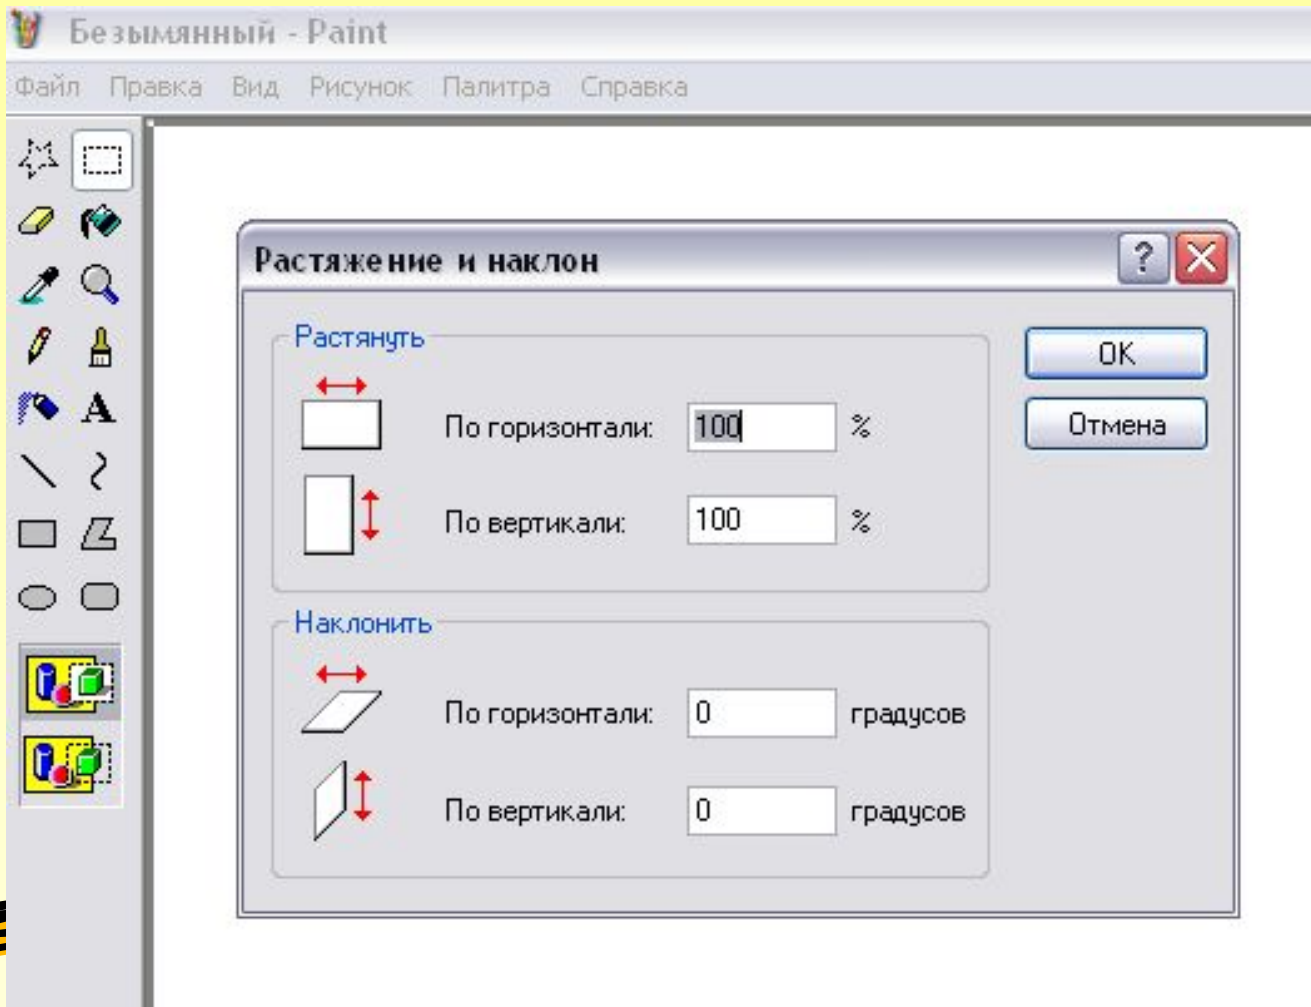 Безымянный - Paint
Файл Правка Вид Рисунок Палитра Справка
A
Растяжение и наклон ?
Растянуть
По горизонтали: 100 %
По вертикали: 100 %
OK
Отмена
Наклонить
По горизонтали: 0 градусов
По вертикали: 0 градусов